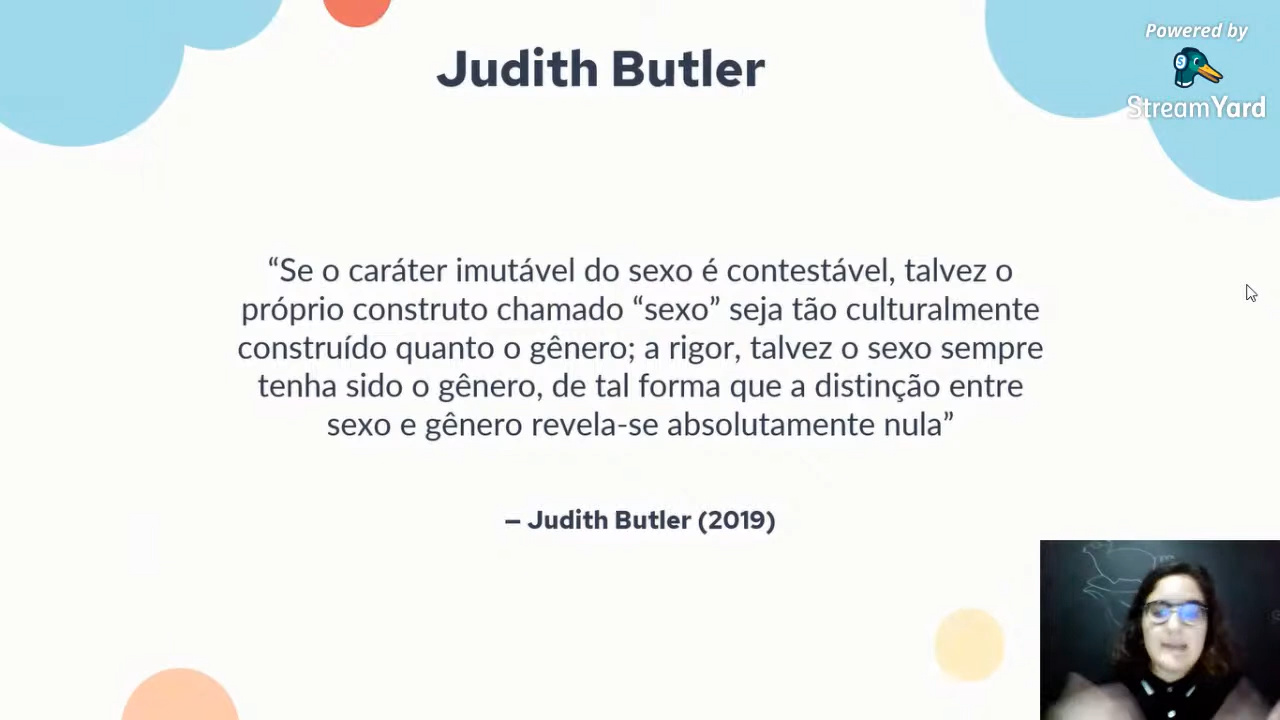 Judith Butler
Powered by
StreamYard
“Se o caráter imutável do sexo é contestável, talvez o
próprio construto chamado “sexo” seja tão culturalmente
construído quanto o gênero; a rigor, talvez o sexo sempre
tenha sido o gênero, de tal forma que a distinção entre
sexo e gênero revela-se absolutamente nula”
– Judith Butler (2019)